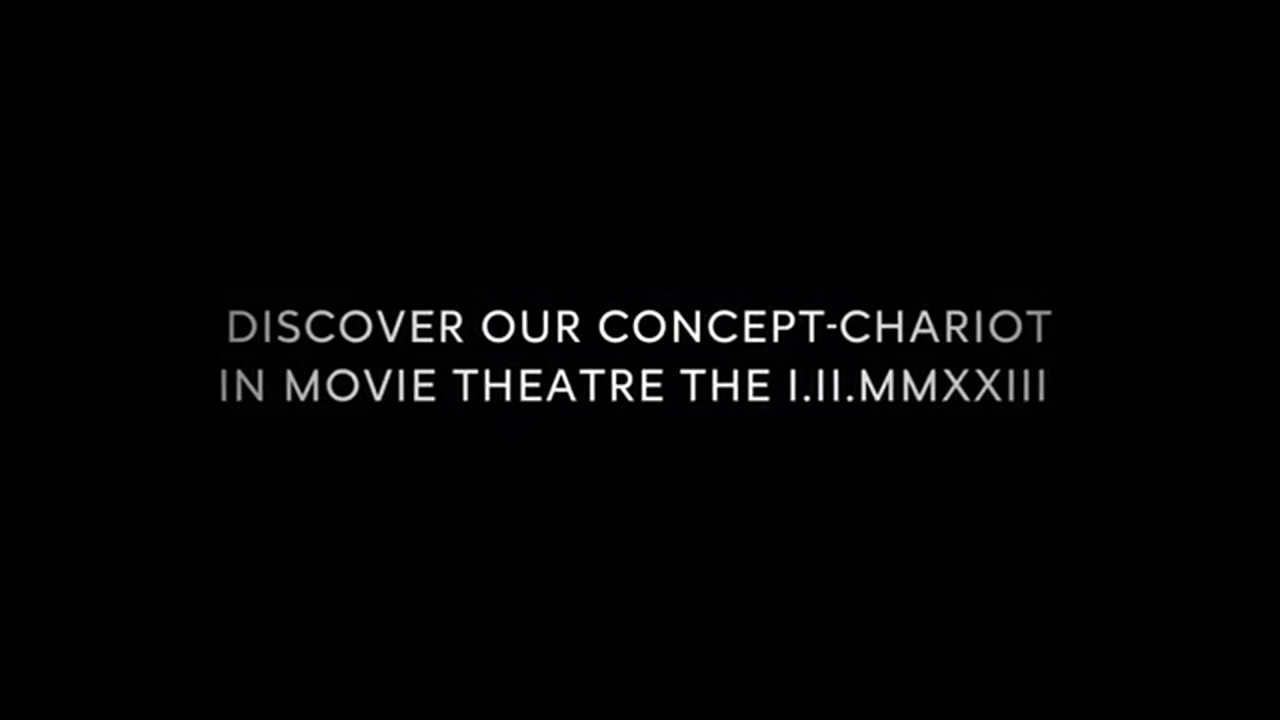 DISCOVER OUR CONCEPT-CHARIOT
IN MOVIE THEATRE THE I.II.MMXXIII